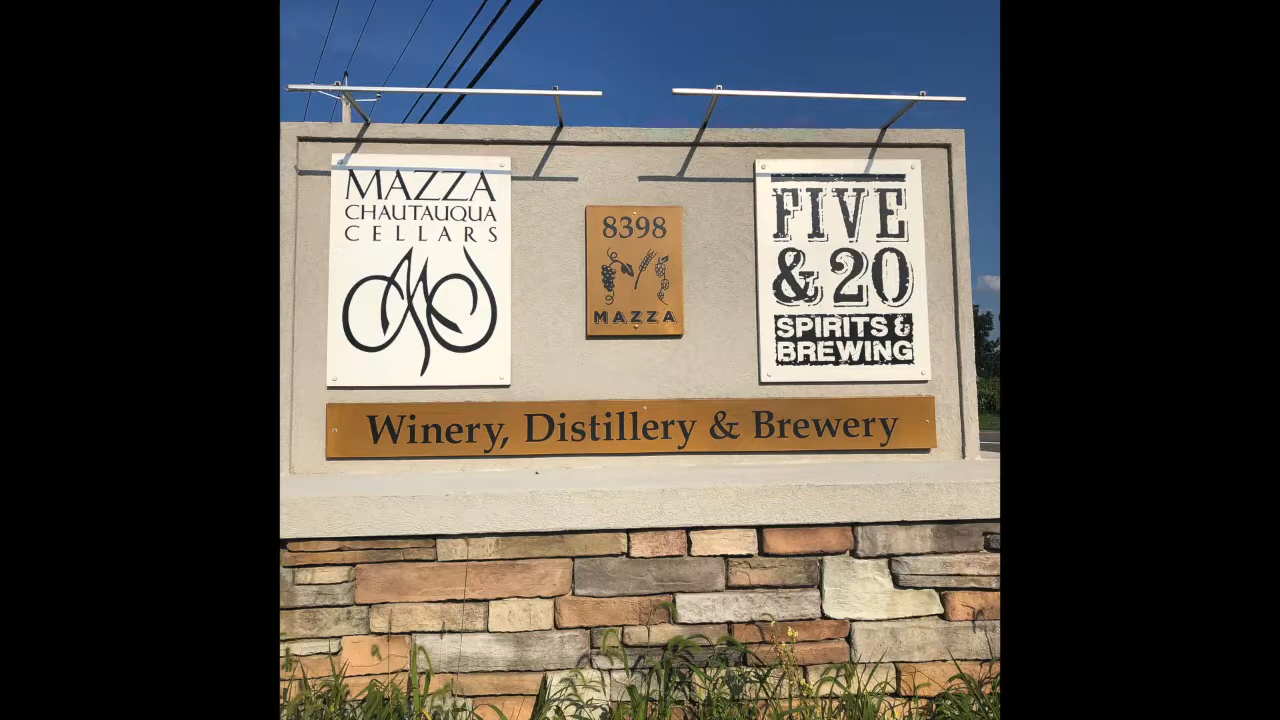 MAZZA
CHAUTAUQUA
CELLARS
8398
MAZZA
FIVE
& 20
SPIRITS &
BREWING
Winery, Distillery & Brewery